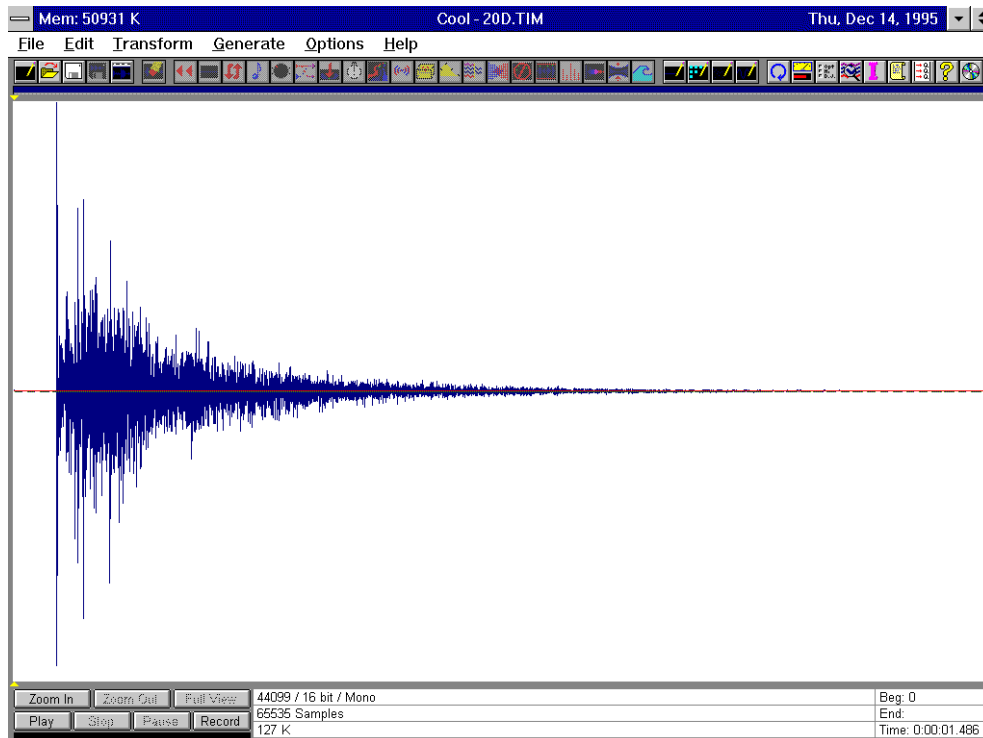 Mem: 50931 K Cool - 20D.TIM Thu, Dec 14, 1995
File Edit Transform Generate Options Help
Zoom In Zoom Out Full View 44099 / 16 bit / Mono Beg: 0
Play Stop Pause Record 65535 Samples End:
127 K Time: 0:00:01.486